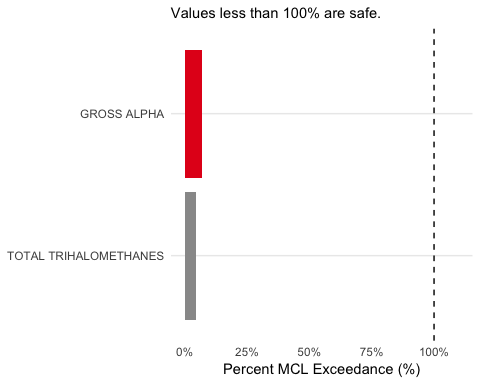 Values less than 100% are safe.
GROSS ALPHA
TOTAL TRIHALOMETHANES
0% 25% 50% 75% 100%
Percent MCL Exceedance (%)